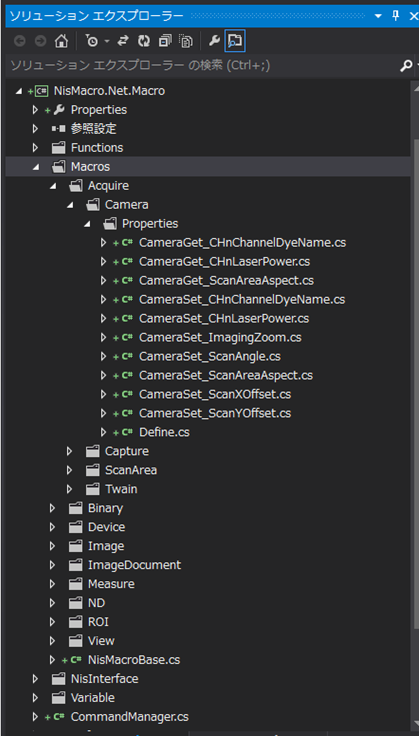 ソリューション エクスプローラー
ソリューション エクスプローラー の検索 (Ctrl+;)
NisMacro.Net.Macro
Properties
参照設定
Functions
Macros
Acquire
Camera
Properties
CameraGet_CHnChannelDyeName.cs
CameraGet_CHnLaserPower.cs
CameraGet_ScanAreaAspect.cs
CameraSet_CHnChannelDyeName.cs
CameraSet_CHnLaserPower.cs
CameraSet_ImagingZoom.cs
CameraSet_ScanAngle.cs
CameraSet_ScanAreaAspect.cs
CameraSet_ScanXOffset.cs
CameraSet_ScanYOffset.cs
Define.cs
Capture
ScanArea
Twain
Binary
Device
Image
ImageDocument
Measure
ND
ROI
View
NisMacroBase.cs
NisInterface
Variable
CommandManager.cs